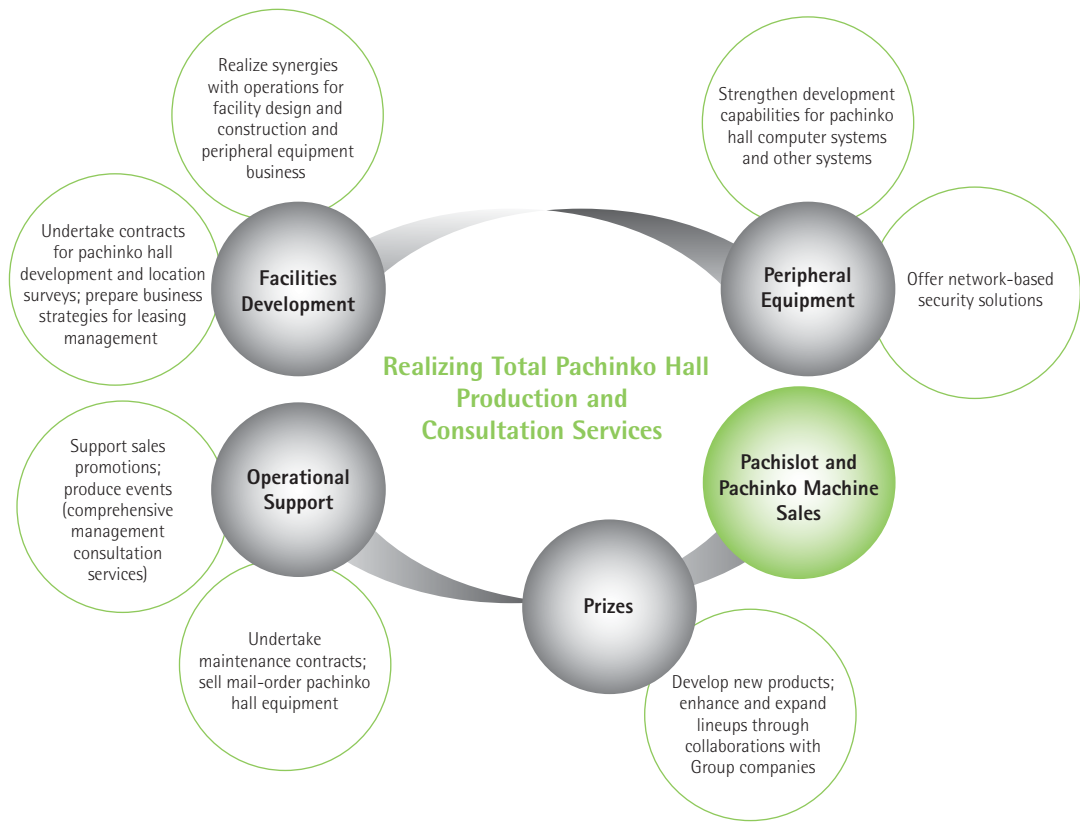 Realize synergies
with operations for
facility design and
construction and
peripheral equipment
business
Strengthen development
capabilities for pachinko
hall computer systems
and other systems
Undertake contracts
for pachinko hall
development and location
surveys; prepare business
strategies for leasing
management
Facilities
Development
Peripheral
Equipment
Offer network-based
security solutions
Realizing Total Pachinko Hall
Production and
Consultation Services
Support sales
promotions;
produce events
(comprehensive
management
consultation
services)
Operational
Support
Pachislot and
Pachinko Machine
Sales
Prizes
Undertake
maintenance contracts;
sell mail-order pachinko
hall equipment
Develop new products;
enhance and expand
lineups through
collaborations with
Group companies